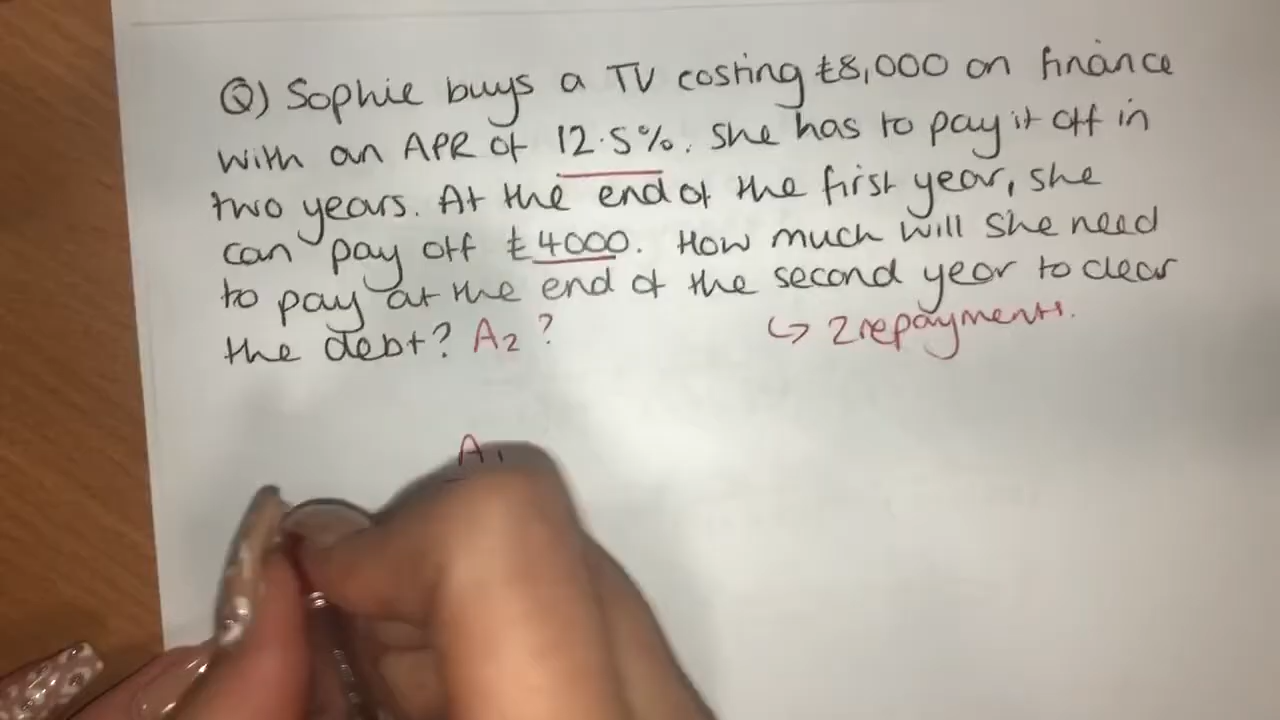 Q) Sophie buys a TV costing £8,000 on finance
with an APR of 12.5%. She has to pay it off in
two years. At the end of the first year, she
can pay off £4000. How much will she need
to pay at the end of the second year to clear
the debt? A2 ?
↳ 2 repayments.
A1